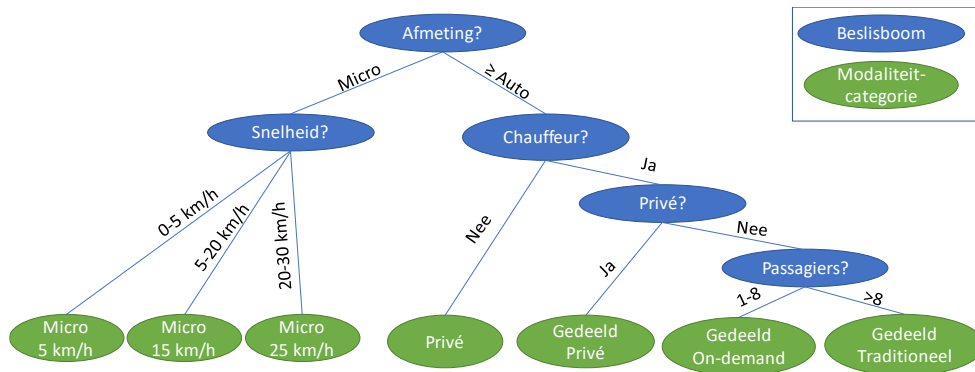 Afmeting?
Beslisboom
Modaliteit-
categorie
Micro
≥ Auto
Snelheid?
Chauffeur?
Ja
Privé?
0-5 km/h
5-20 km/h
20-30 km/h
Nee
Ja
Nee
Passagiers?
1-8
>8
Micro
5 km/h
Micro
15 km/h
Micro
25 km/h
Privé
Gedeeld
Privé
Gedeeld
On-demand
Gedeeld
Traditioneel